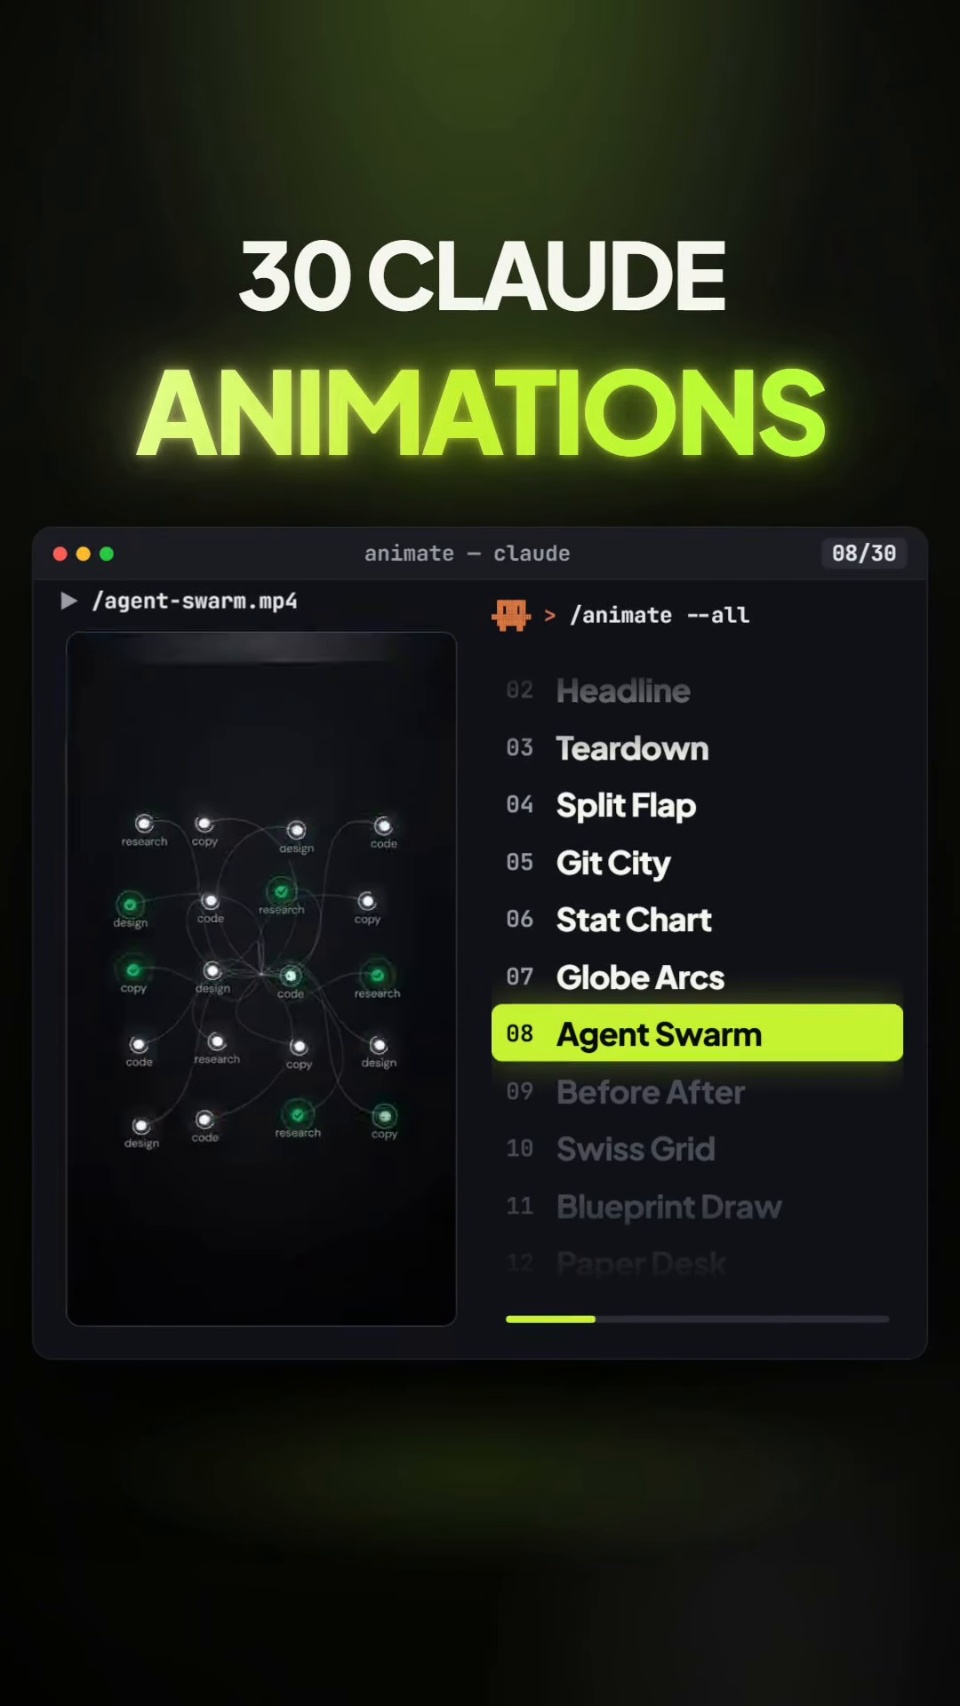 30 CLAUDE
ANIMATIONS
animate — claude
08/30
/agent-swarm.mp4
research copy design code
design code research copy
copy design code research
code research copy design
design code research copy
> /animate --all
02 Headline
03 Teardown
04 Split Flap
05 Git City
06 Stat Chart
07 Globe Arcs
08 Agent Swarm
09 Before After
10 Swiss Grid
11 Blueprint Draw
12 Paper Desk